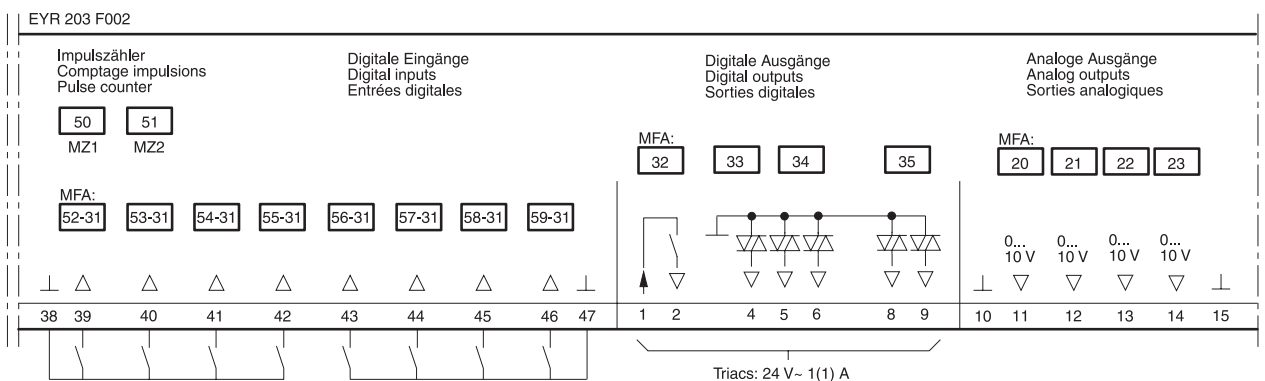 EYR 203 F002
Impulszähler
Comptage impulsions
Pulse counter
Digitale Eingänge
Digital inputs
Entrées digitales
Digitale Ausgänge
Digital outputs
Sorties digitales
Analoge Ausgänge
Analog outputs
Sorties analogiques
50 51
MZ1 MZ2
MFA:
32 33 34 35
MFA:
20 21 22 23
MFA:
52-31 53-31 54-31 55-31 56-31 57-31 58-31 59-31
0... 0... 0... 0...
10 V 10 V 10 V 10 V
38 39 40 41 42 43 44 45 46 47 1 2 4 5 6 8 9 10 11 12 13 14 15
Triacs: 24 V~ 1(1) A